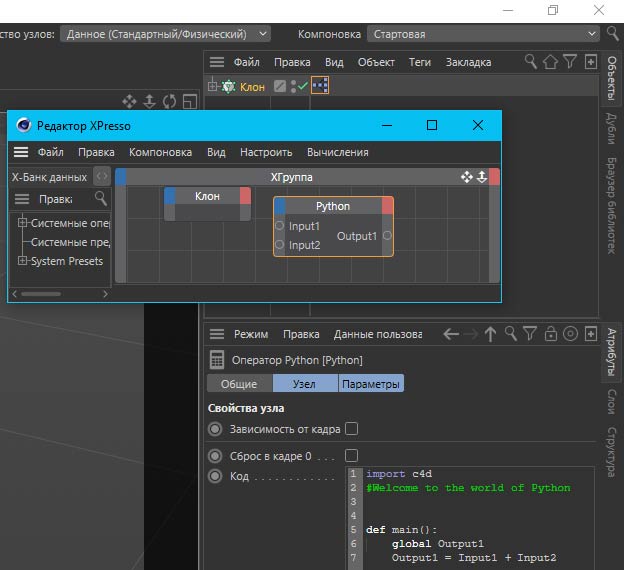 ство узлов: Данное (Стандартный/Физический) Компоновка Стартовая
Файл Правка Вид Объект Теги Закладка
Клон
Объекты
Дубли
Браузер библиотек
Редактор XPresso
Файл Правка Компоновка Вид Настроить Вычисления
X-Банк данных
Правка
Системные опе
Системные пре
System Presets
XГруппа
Клон
Python
Input1
Input2
Output1
Режим Правка Данные пользова
Оператор Python [Python]
Общие Узел Параметры
Свойства узла
Зависимость от кадра
Сброс в кадре 0 . . .
Код . . . . . . . . . . . .
1 import c4d
2 #Welcome to the world of Python
3
4
5 def main():
6 global Output1
7 Output1 = Input1 + Input2
Атрибуты
Слои
Структура